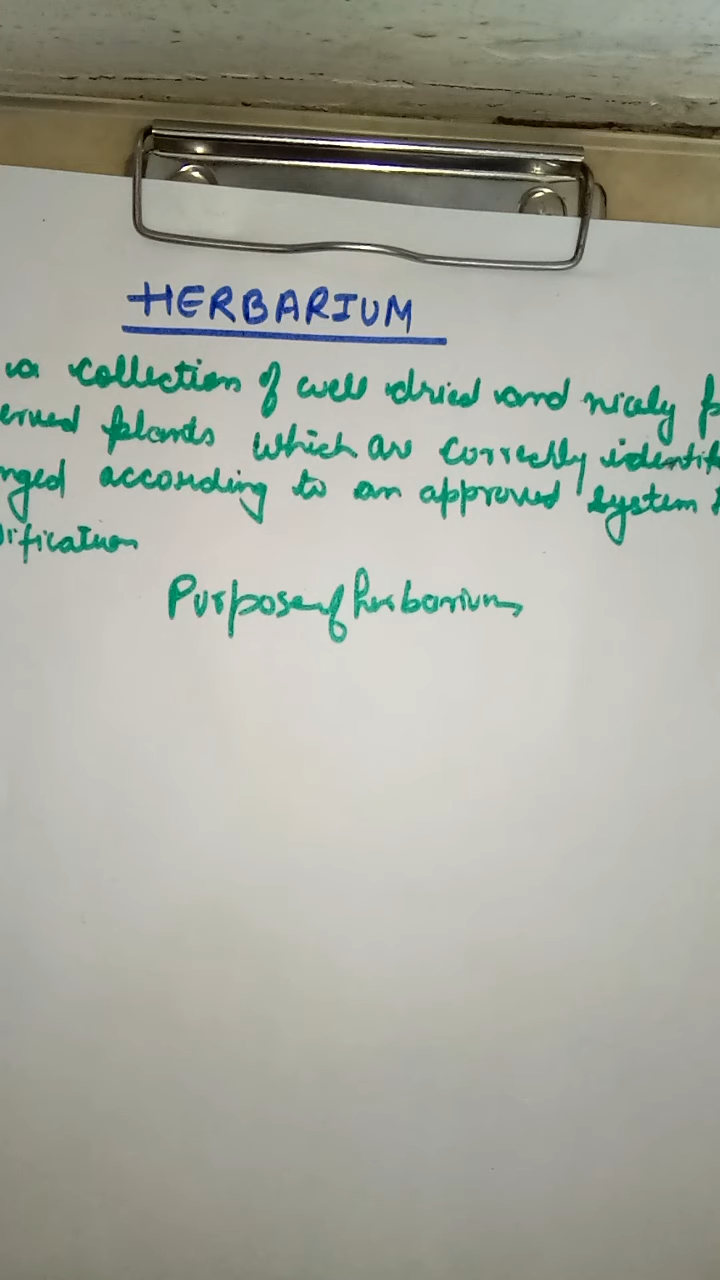 HERBARIUM
a collection of well dried and nicely
erved plants which are correctly identif
nged according to an approved system
ification
Purpose of herbarium